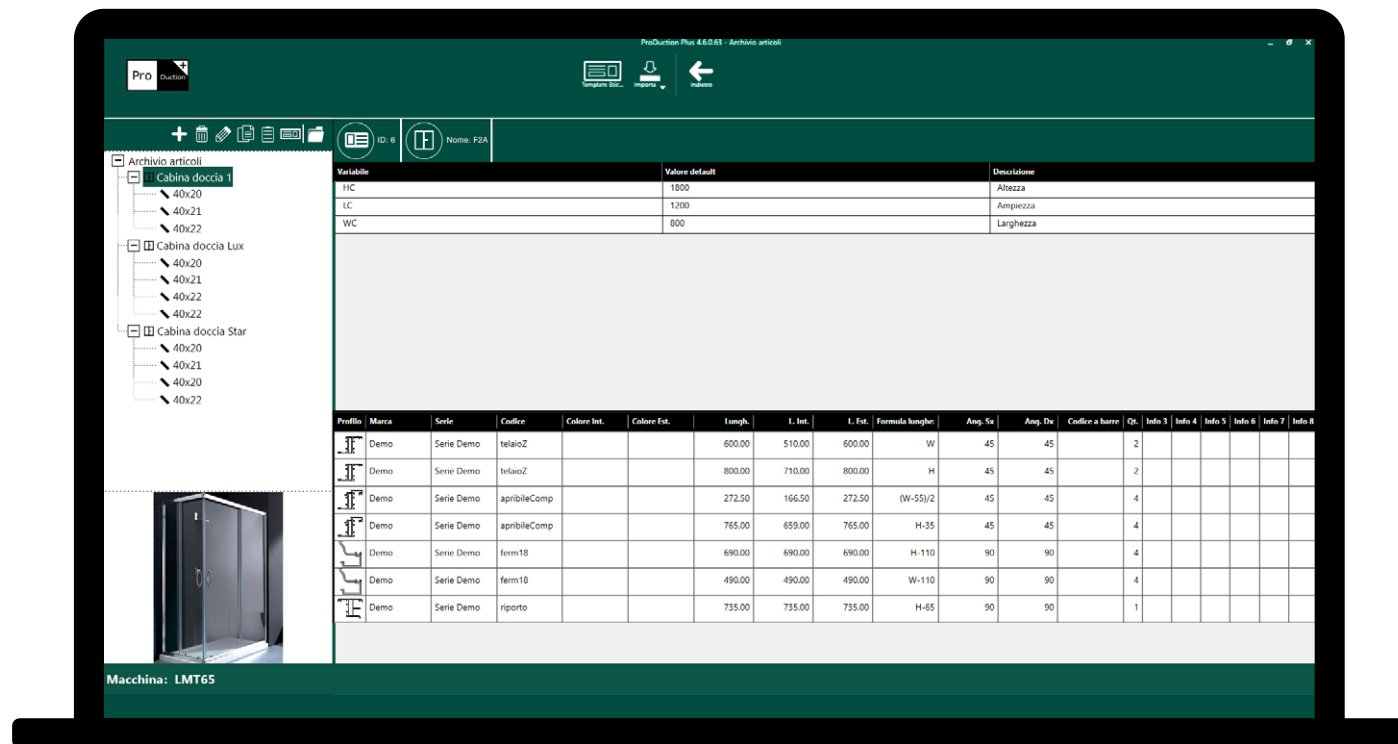 ProDuction Plus 4.6.0.63 - Archivio articoli
Pro Duction+
Template Etic... Importa Indietro
ID: 6 Nome: F2A
Archivio articoli
Cabina doccia 1
40x20
40x21
40x22
Cabina doccia Lux
40x20
40x21
40x22
40x22
Cabina doccia Star
40x20
40x21
40x20
40x22
Variabile Valore default Descrizione
HC 1800 Altezza
LC 1200 Ampiezza
WC 800 Larghezza
Profilo Marca Serie Codice Colore Int. Colore Est. Lungh. L. Int. L. Est. Formula lunghe: Ang. Sx Ang. Dx Codice a barre Qt. Info 3 Info 4 Info 5 Info 6 Info 7 Info 8
Demo Serie Demo telaioZ 600.00 510.00 600.00 W 45 45 2
Demo Serie Demo telaioZ 800.00 710.00 800.00 H 45 45 2
Demo Serie Demo apribileComp 272.50 166.50 272.50 (W-55)/2 45 45 4
Demo Serie Demo apribileComp 765.00 659.00 765.00 H-35 45 45 4
Demo Serie Demo ferm18 690.00 690.00 690.00 H-110 90 90 4
Demo Serie Demo ferm18 490.00 490.00 490.00 W-110 90 90 4
Demo Serie Demo riporto 735.00 735.00 735.00 H-65 90 90 1
Macchina: LMT65